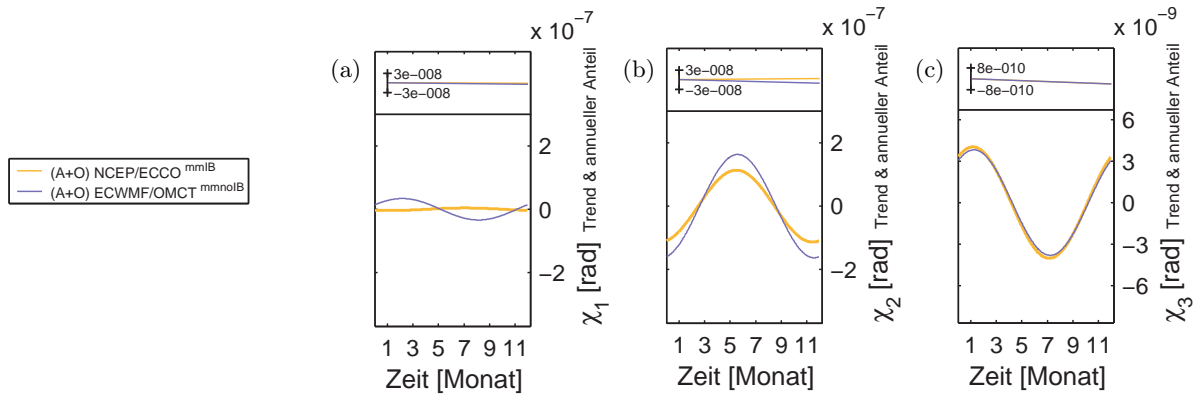 (A+O) NCEP/ECCO mmIB
(A+O) ECWMF/OMCT mmnoIB
(a)
x 10−7
3e−008
−3e−008
2
0
−2
χ1 [rad] Trend & annueller Anteil
1 3 5 7 9 11
Zeit [Monat]
(b)
x 10−7
3e−008
−3e−008
2
0
−2
χ2 [rad] Trend & annueller Anteil
1 3 5 7 9 11
Zeit [Monat]
(c)
x 10−9
8e−010
−8e−010
6
3
0
−3
−6
χ3 [rad] Trend & annueller Anteil
1 3 5 7 9 11
Zeit [Monat]